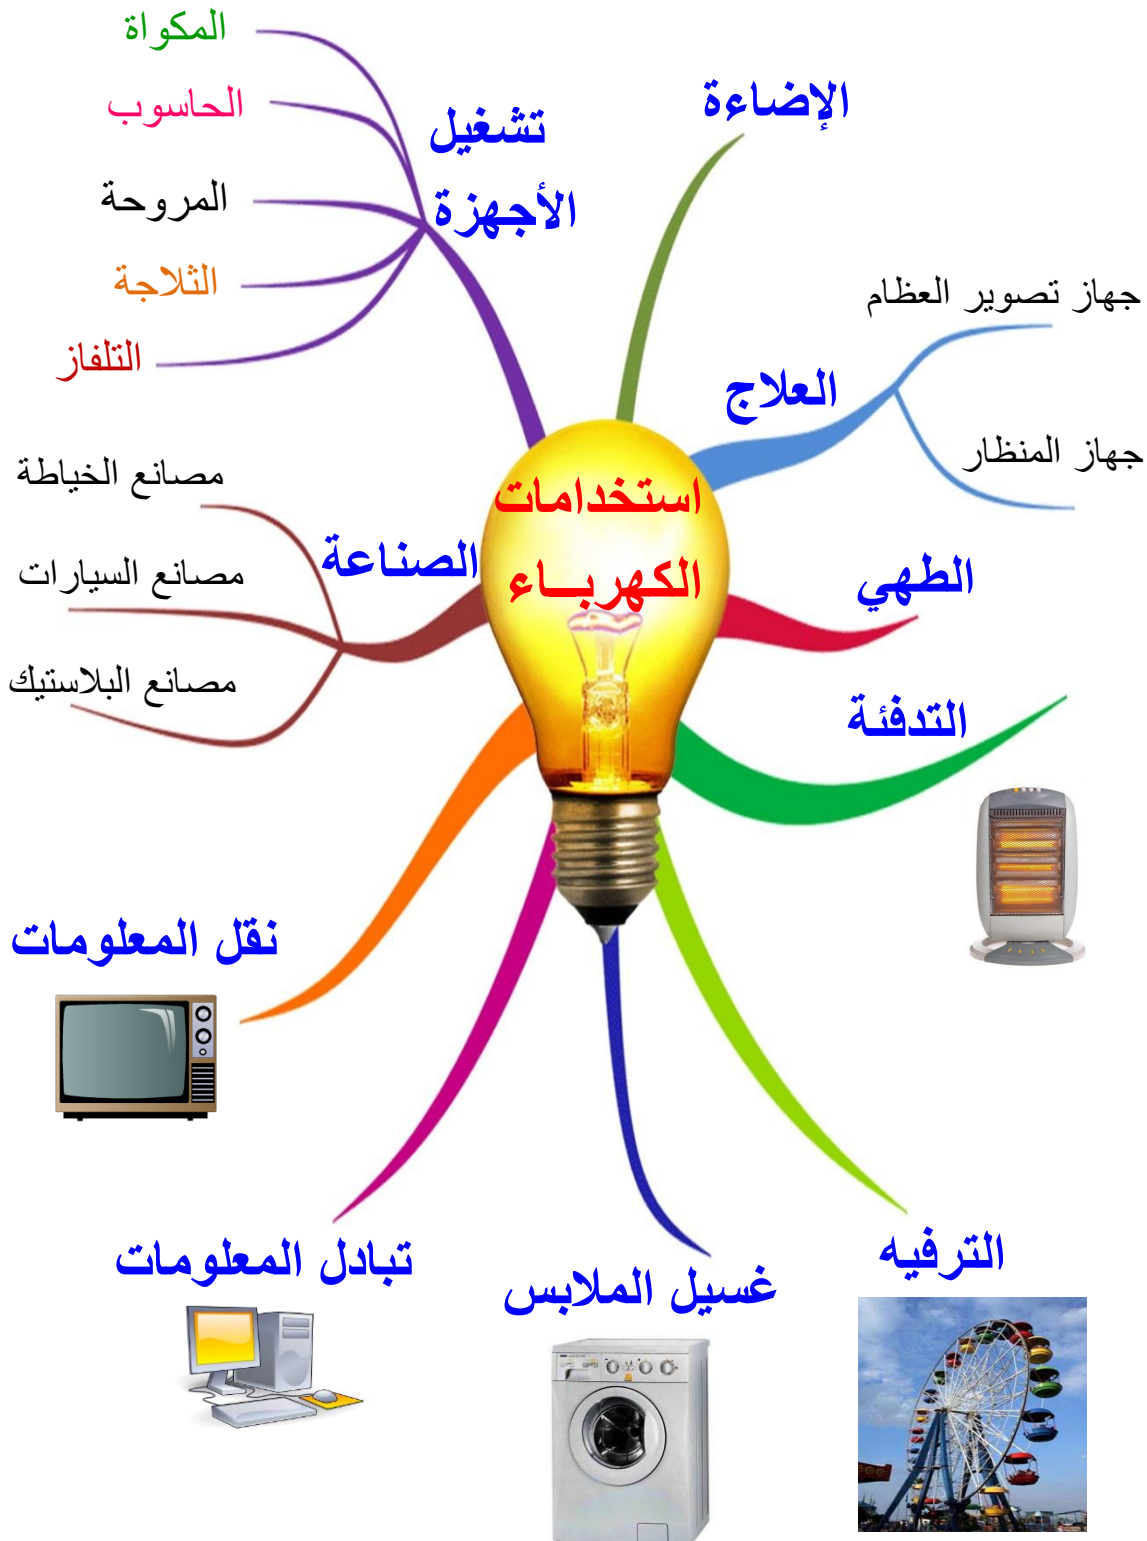 استخدامات
الكهربـــاء
الإضاءة
العلاج
جهاز تصوير العظام
جهاز المنظار
الطهي
التدفئة
الترفيه
غسيل الملابس
تبادل المعلومات
نقل المعلومات
الصناعة
مصانع الخياطة
مصانع السيارات
مصانع البلاستيك
تشغيل
الأجهزة
المكواة
الحاسوب
المروحة
الثلاجة
التلفاز